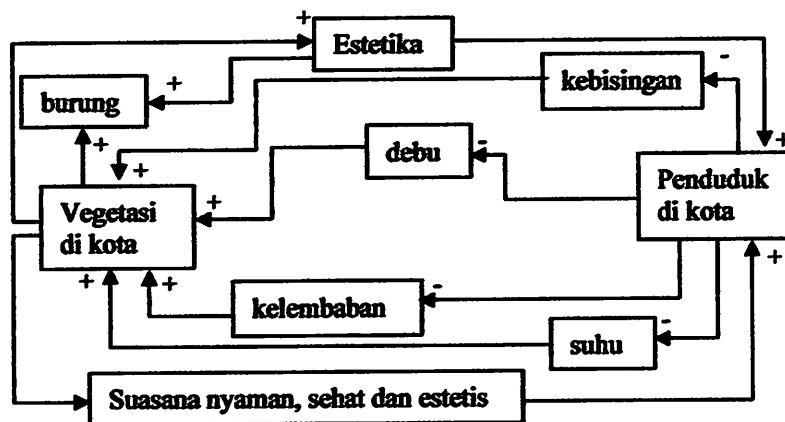 +
Estetika
-
kebisingan
burung
+
+
debu
-
+
+
+
Penduduk
di kota
Vegetasi
di kota
+
+
+
+
kelembaban
-
suhu
-
Suasana nyaman, sehat dan estetis